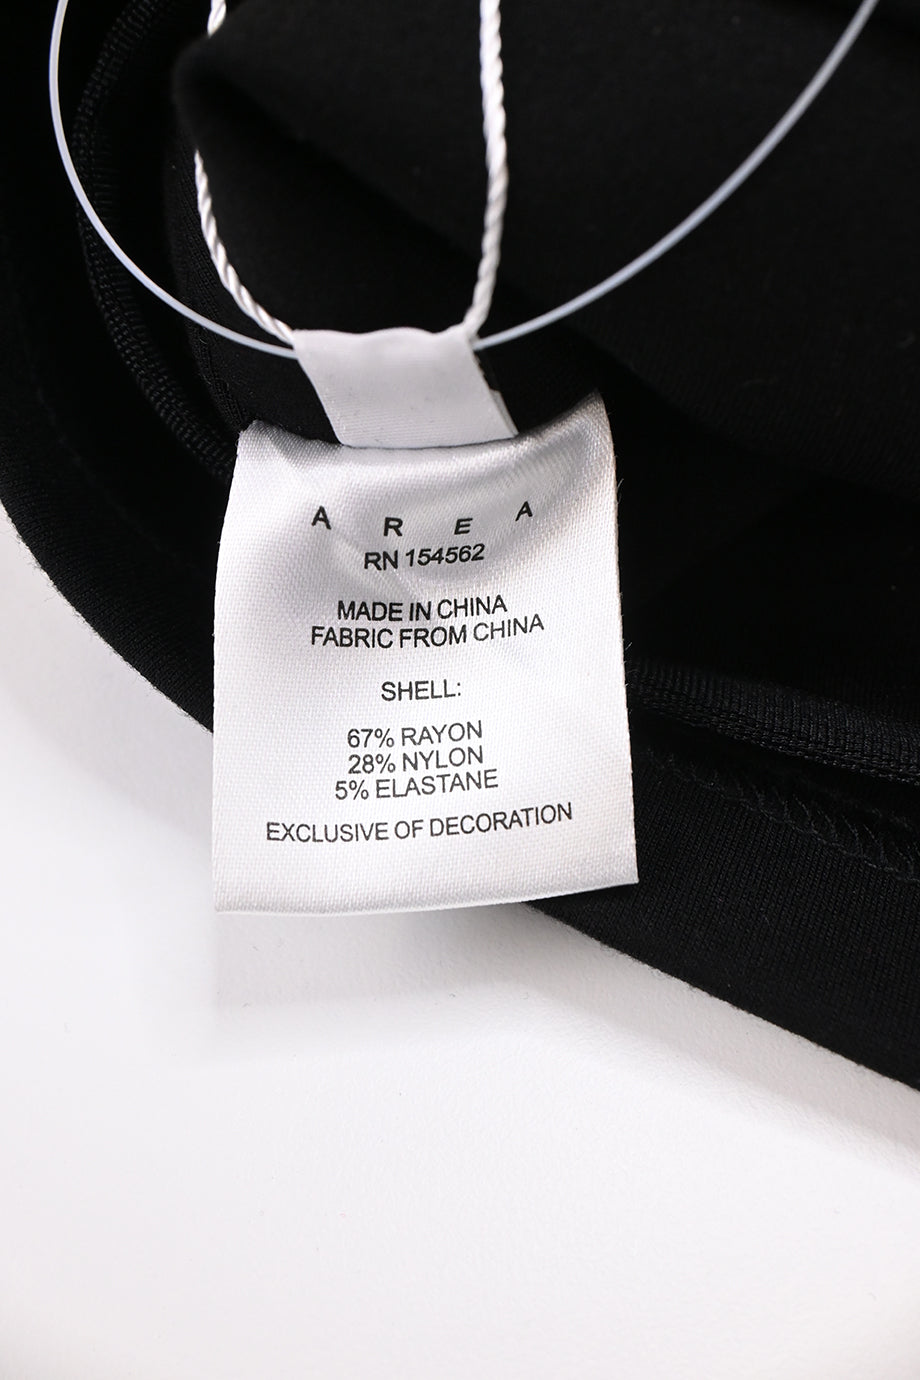 A R E A
RN 154562
MADE IN CHINA
FABRIC FROM CHINA
SHELL:
67% RAYON
28% NYLON
5% ELASTANE
EXCLUSIVE OF DECORATION